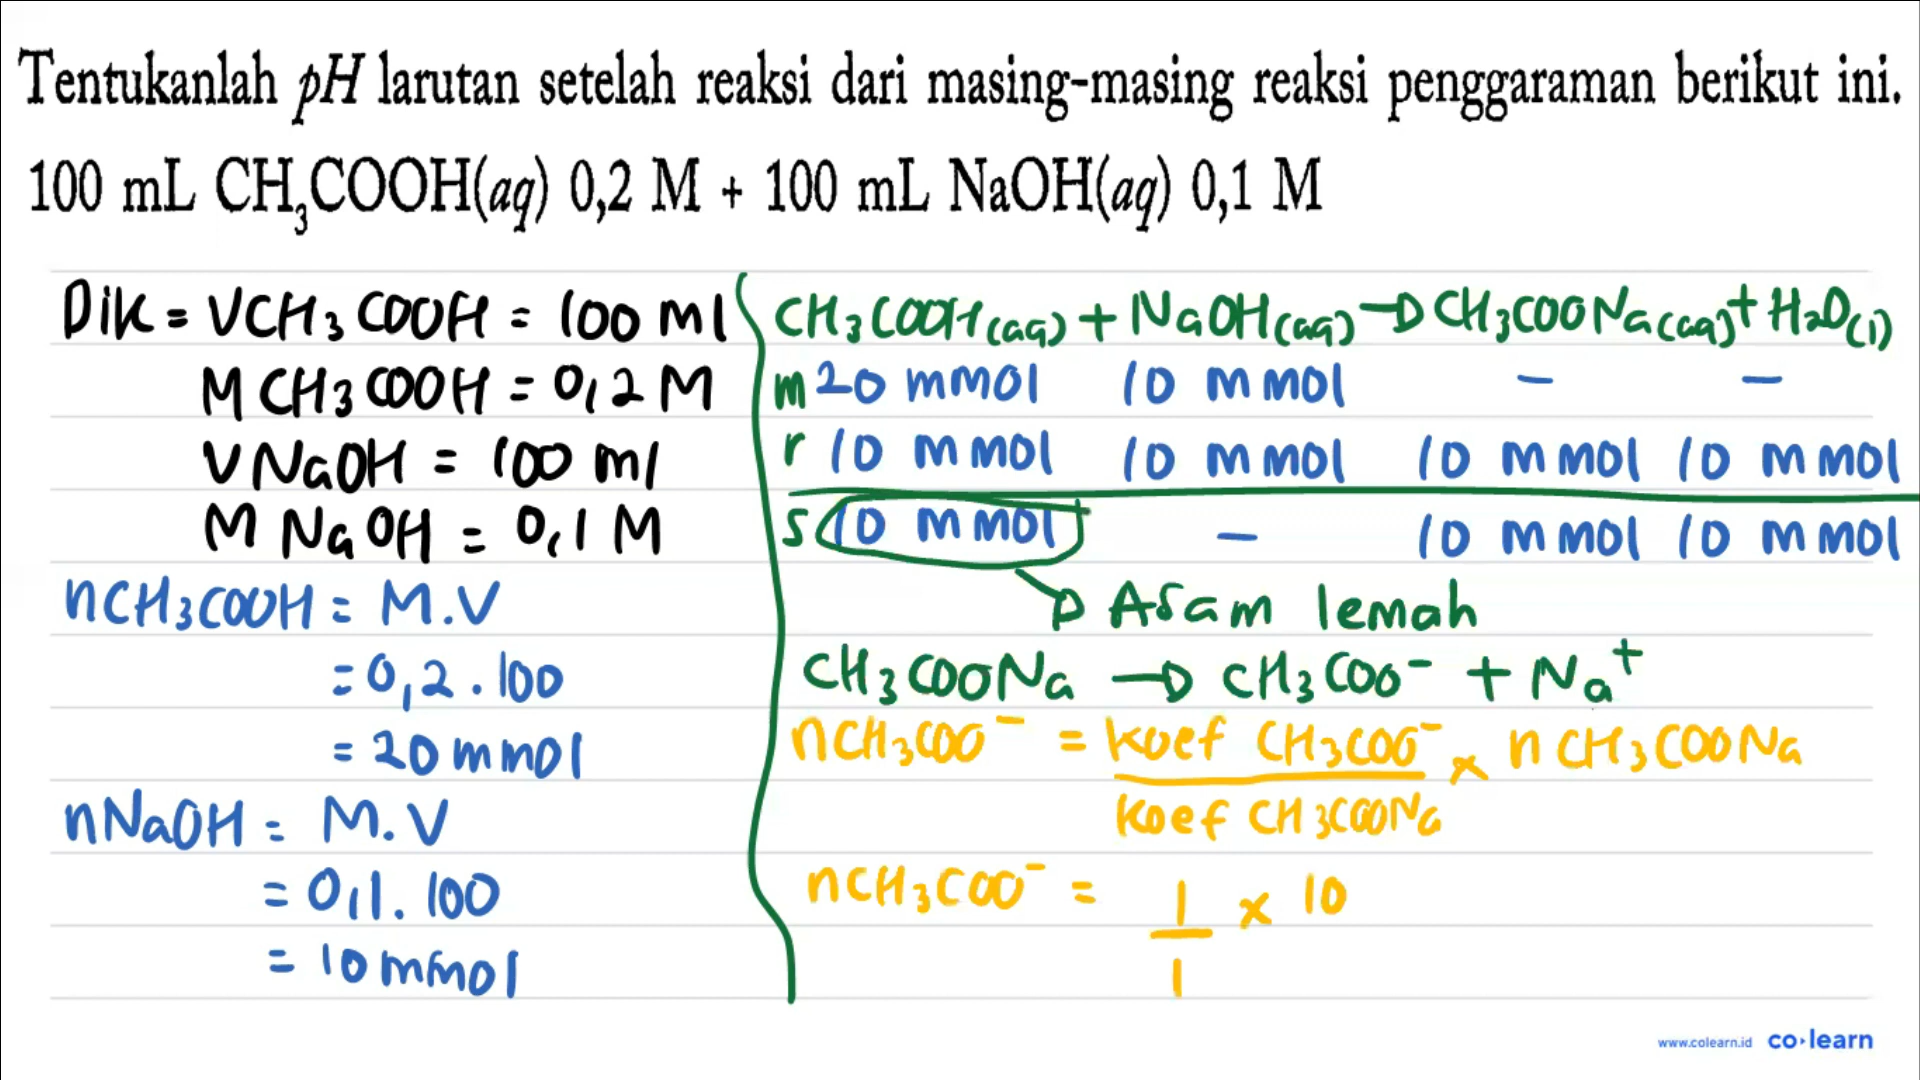 Tentukanlah pH larutan setelah reaksi dari masing-masing reaksi penggaraman berikut ini.
100 mL CH₃COOH(aq) 0,2 M + 100 mL NaOH(aq) 0,1 M
Dik = VCH₃COOH = 100 ml
MCH₃COOH = 0,2 M
VNaOH = 100 ml
M NaOH = 0,1 M
nCH₃COOH = M.V
= 0,2 . 100
= 20 mmol
nNaOH = M.V
= 0,1. 100
= 10 mmol
CH₃COOH(aq) + NaOH(aq) → CH₃COONa(aq) + H₂O(l)
m 20 mmol 10 mmol - -
r 10 mmol 10 mmol 10 mmol 10 mmol
s 10 mmol - 10 mmol 10 mmol
→ Asam lemah
CH₃COONa → CH₃COO⁻ + Na⁺
nCH₃COO⁻ = koef CH₃COO⁻ x nCH₃COONa
koef CH₃COONa
nCH₃COO⁻ = 1 x 10
1
www.colearn.id co·learn